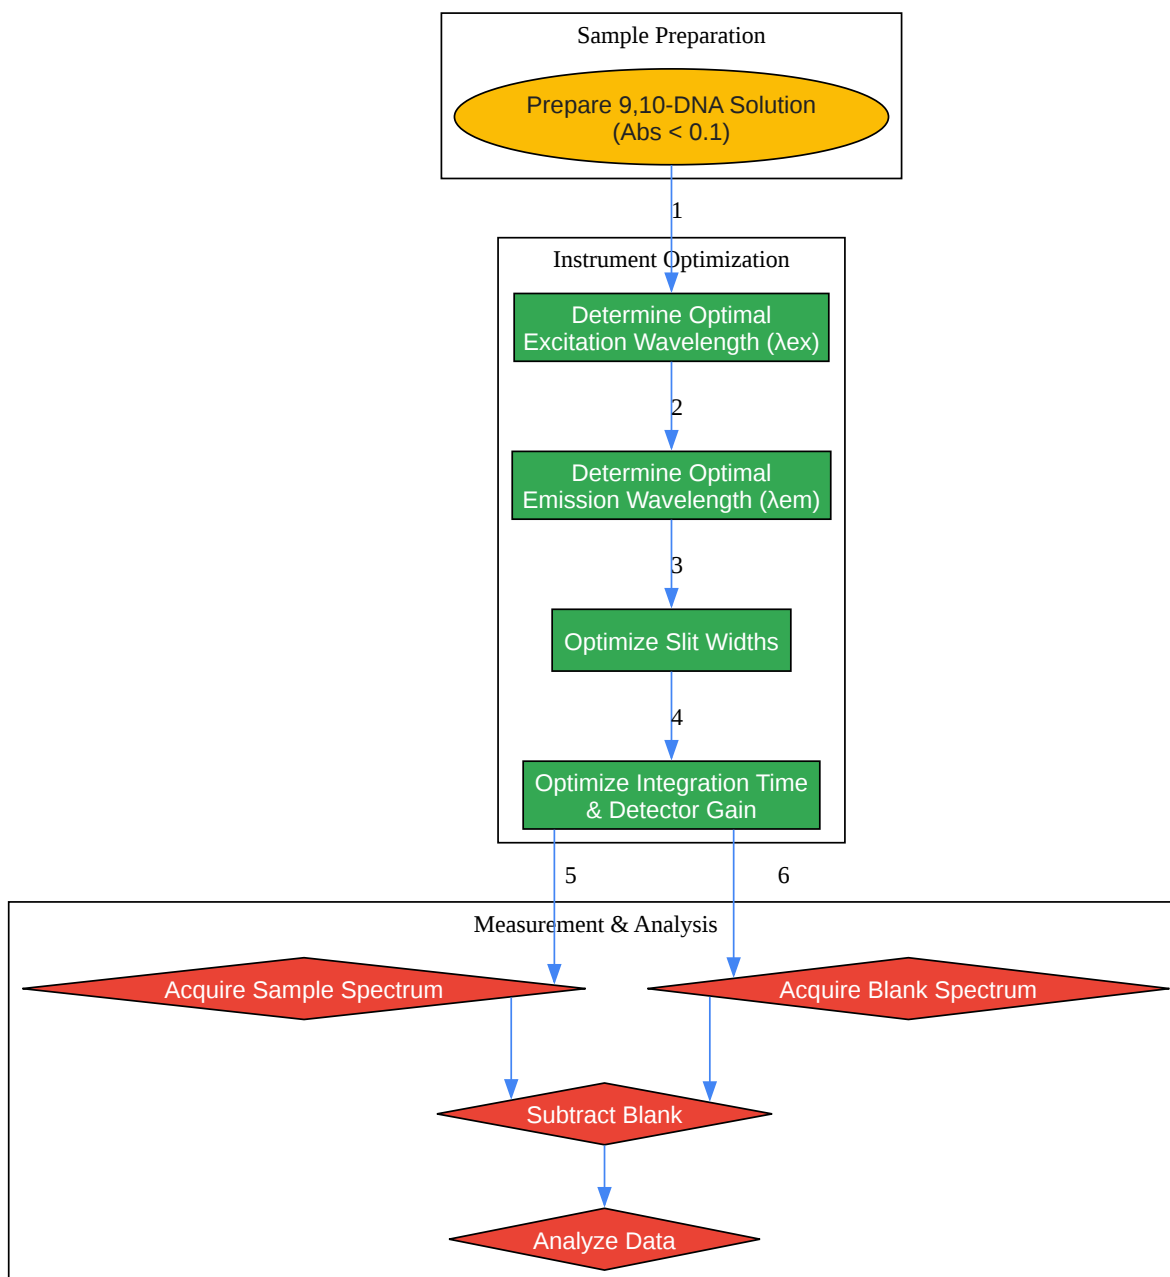 Sample Preparation
Prepare 9,10-DNA Solution
(Abs < 0.1)
1
Instrument Optimization
Determine Optimal
Excitation Wavelength (λex)
2
Determine Optimal
Emission Wavelength (λem)
3
Optimize Slit Widths
4
Optimize Integration Time
& Detector Gain
5
6
Measurement & Analysis
Acquire Sample Spectrum
Acquire Blank Spectrum
Subtract Blank
Analyze Data